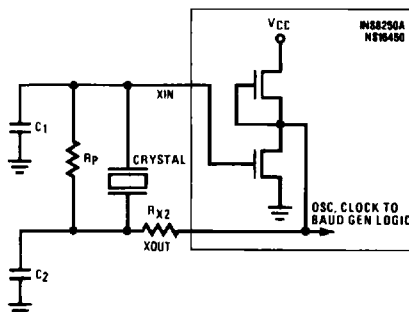 VCC
INS8250A
NS16450
XIN
C1
CRYSTAL
RP
RX2
OSC. CLOCK TO
BAUD GEN LOGIC
XOUT
C2